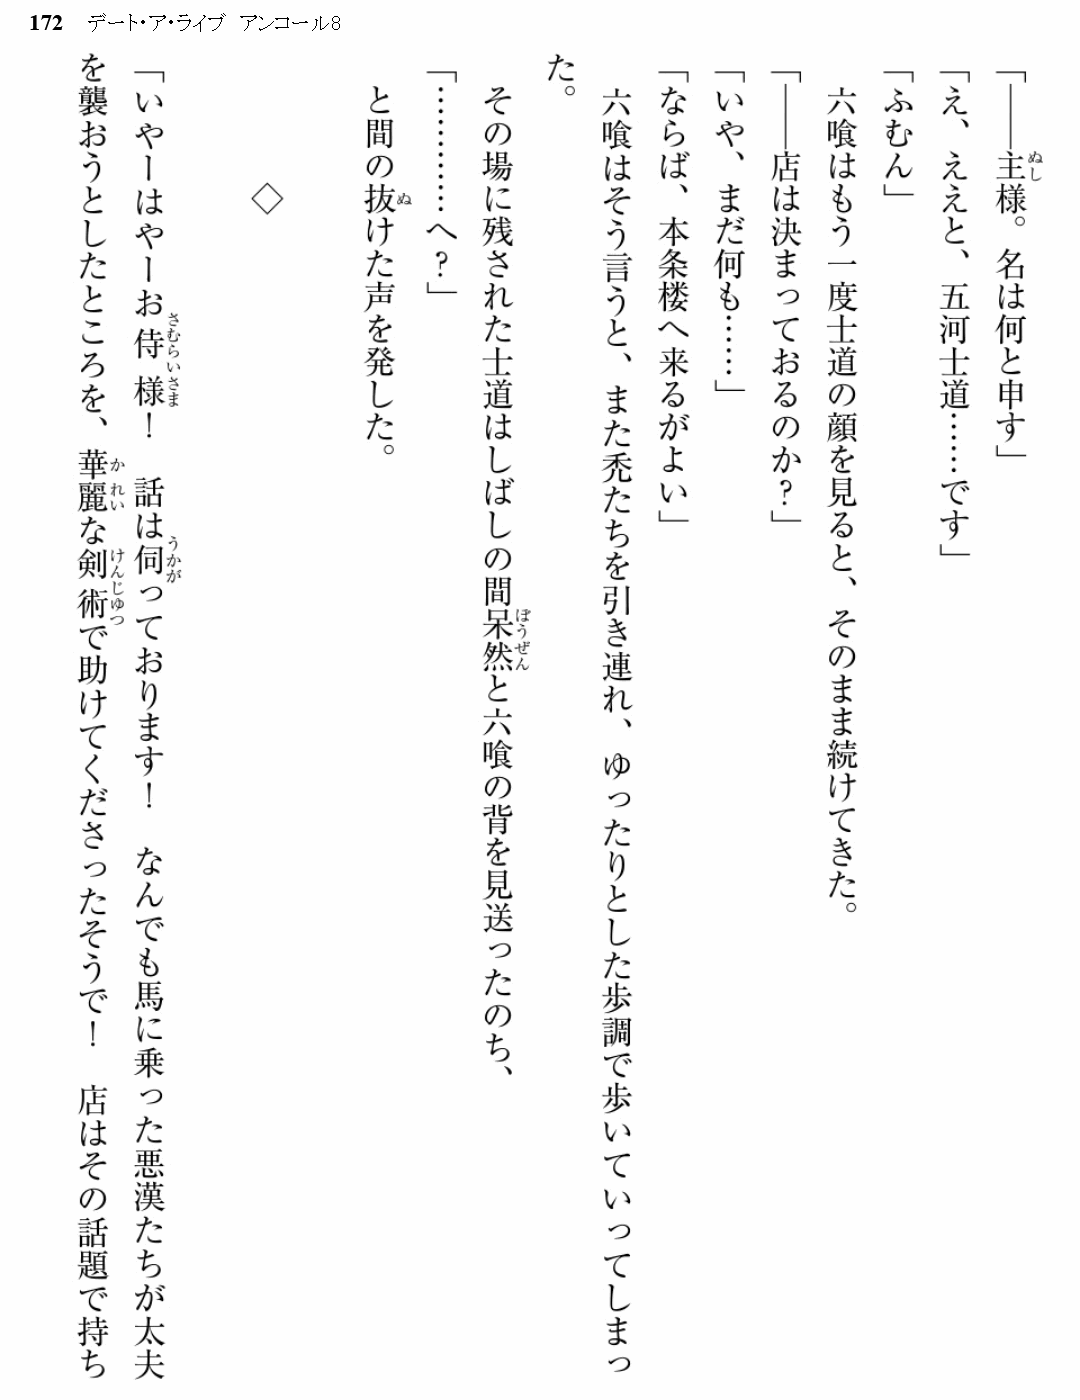 172 デート・ア・ライブ アンコール8
「――主様。名は何と申す」
「え、ええと、五河士道……です」
「ふむん」
　六喰はもう一度士道の顔を見ると、そのまま続けてきた。
「――店は決まっておるのか？」
「いや、まだ何も……」
「ならば、本条楼へ来るがよい」
　六喰はそう言うと、また禿たちを引き連れ、ゆったりとした歩調で歩いていってしまっ
た。
　その場に残された士道はしばしの間呆然と六喰の背を見送ったのち、
「…………へ？」
　と間の抜けた声を発した。
◇
「いやーはやーお侍様！　話は伺っております！　なんでも馬に乗った悪漢たちが太夫
を襲おうとしたところを、華麗な剣術で助けてくださったそうで！　店はその話題で持ち